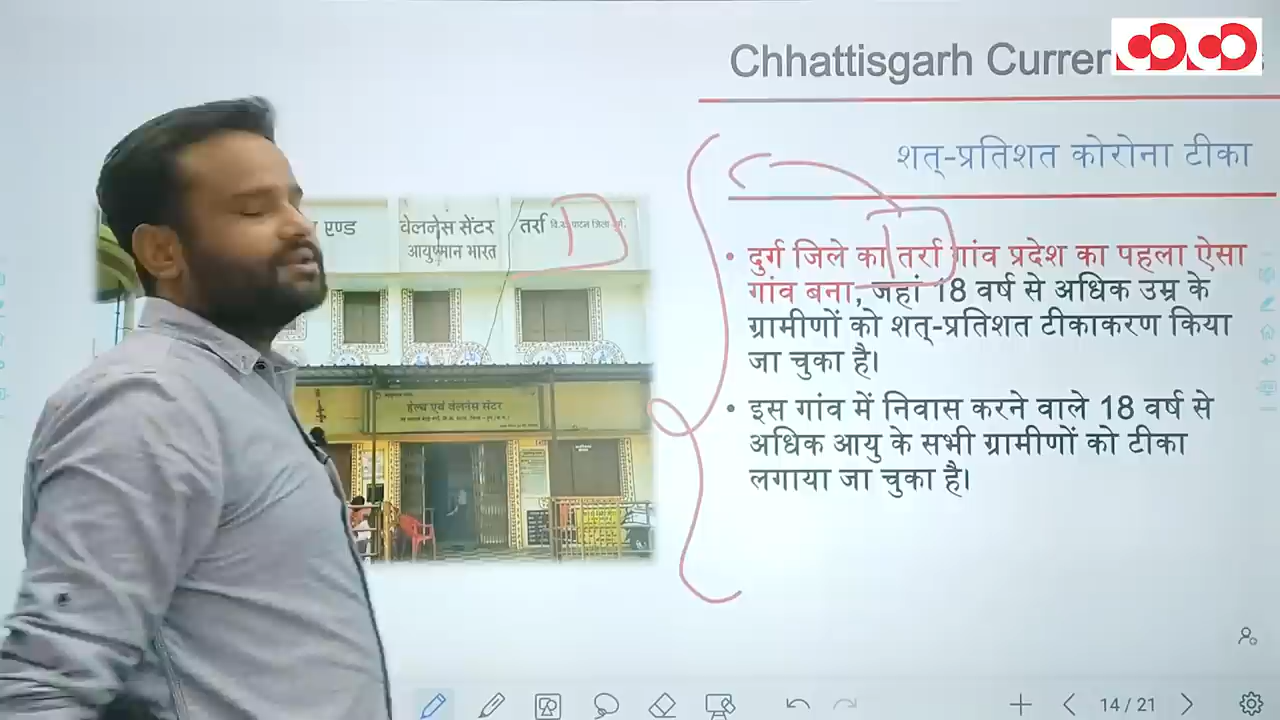 Chhattisgarh Curren
शत्-प्रतिशत कोरोना टीका
एण्ड
वेलनेस सेंटर
आयुष्मान भारत
तर्रा
हेल्थ एवं वेलनेस सेंटर
• दुर्ग जिले का तर्रा गांव प्रदेश का पहला ऐसा
गांव बना, जहां 18 वर्ष से अधिक उम्र के
ग्रामीणों को शत्-प्रतिशत टीकाकरण किया
जा चुका है।
• इस गांव में निवास करने वाले 18 वर्ष से
अधिक आयु के सभी ग्रामीणों को टीका
लगाया जा चुका है।
14 / 21